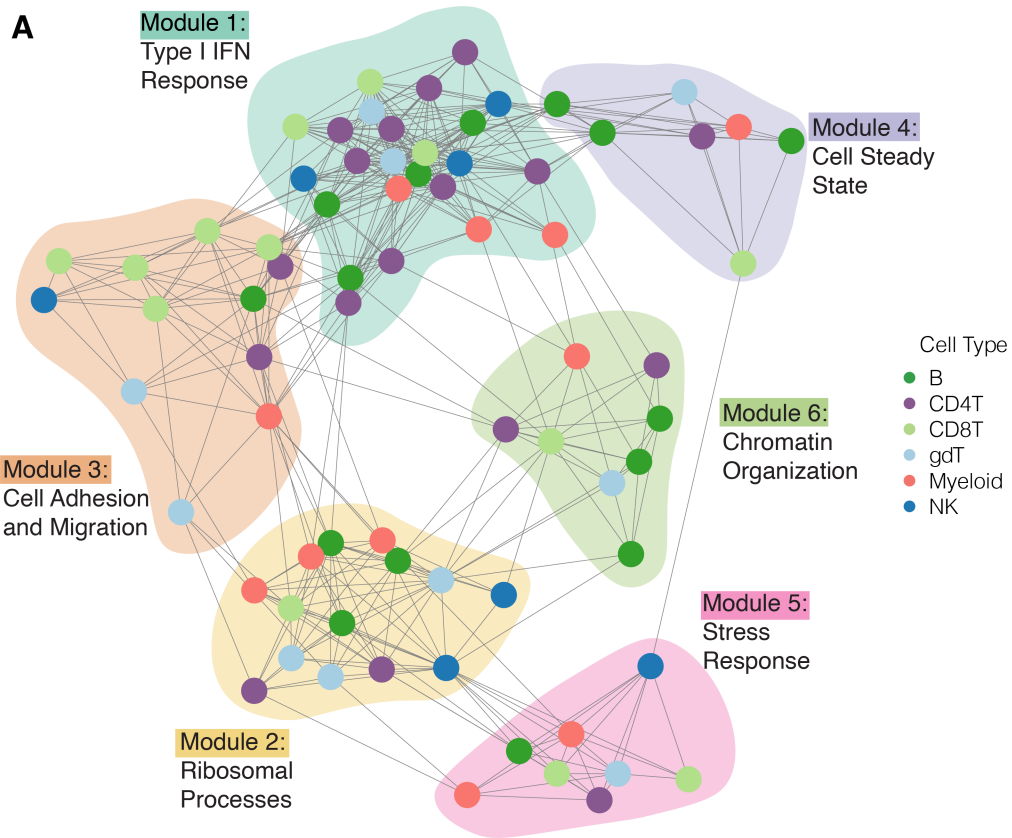 A
Module 1:
Type I IFN
Response
Module 4:
Cell Steady
State
Cell Type
B
CD4T
CD8T
gdT
Myeloid
NK
Module 6:
Chromatin
Organization
Module 3:
Cell Adhesion
and Migration
Module 5:
Stress
Response
Module 2:
Ribosomal
Processes